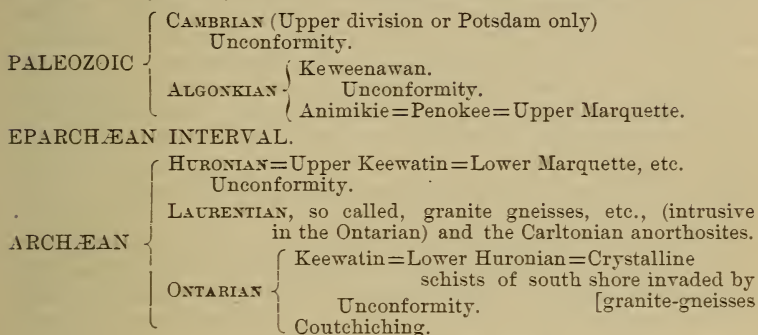 CAMBRIAN (Upper division or Potsdam only)
Unconformity.
PALEOZOIC
Keweenawan.
ALGONKIAN
Unconformity.
Animikie=Penokee=Upper Marquette.
EPARCHÆAN INTERVAL.
HURONIAN=Upper Keewatin=Lower Marquette, etc.
Unconformity.
LAURENTIAN, so called, granite gneisses, etc., (intrusive
in the Ontarian) and the Carltonian anorthosites.
ARCHÆAN
Keewatin=Lower Huronian=Crystalline
schists of south shore invaded by
ONTARIAN
Unconformity. [granite-gneisses
Coutchiching.